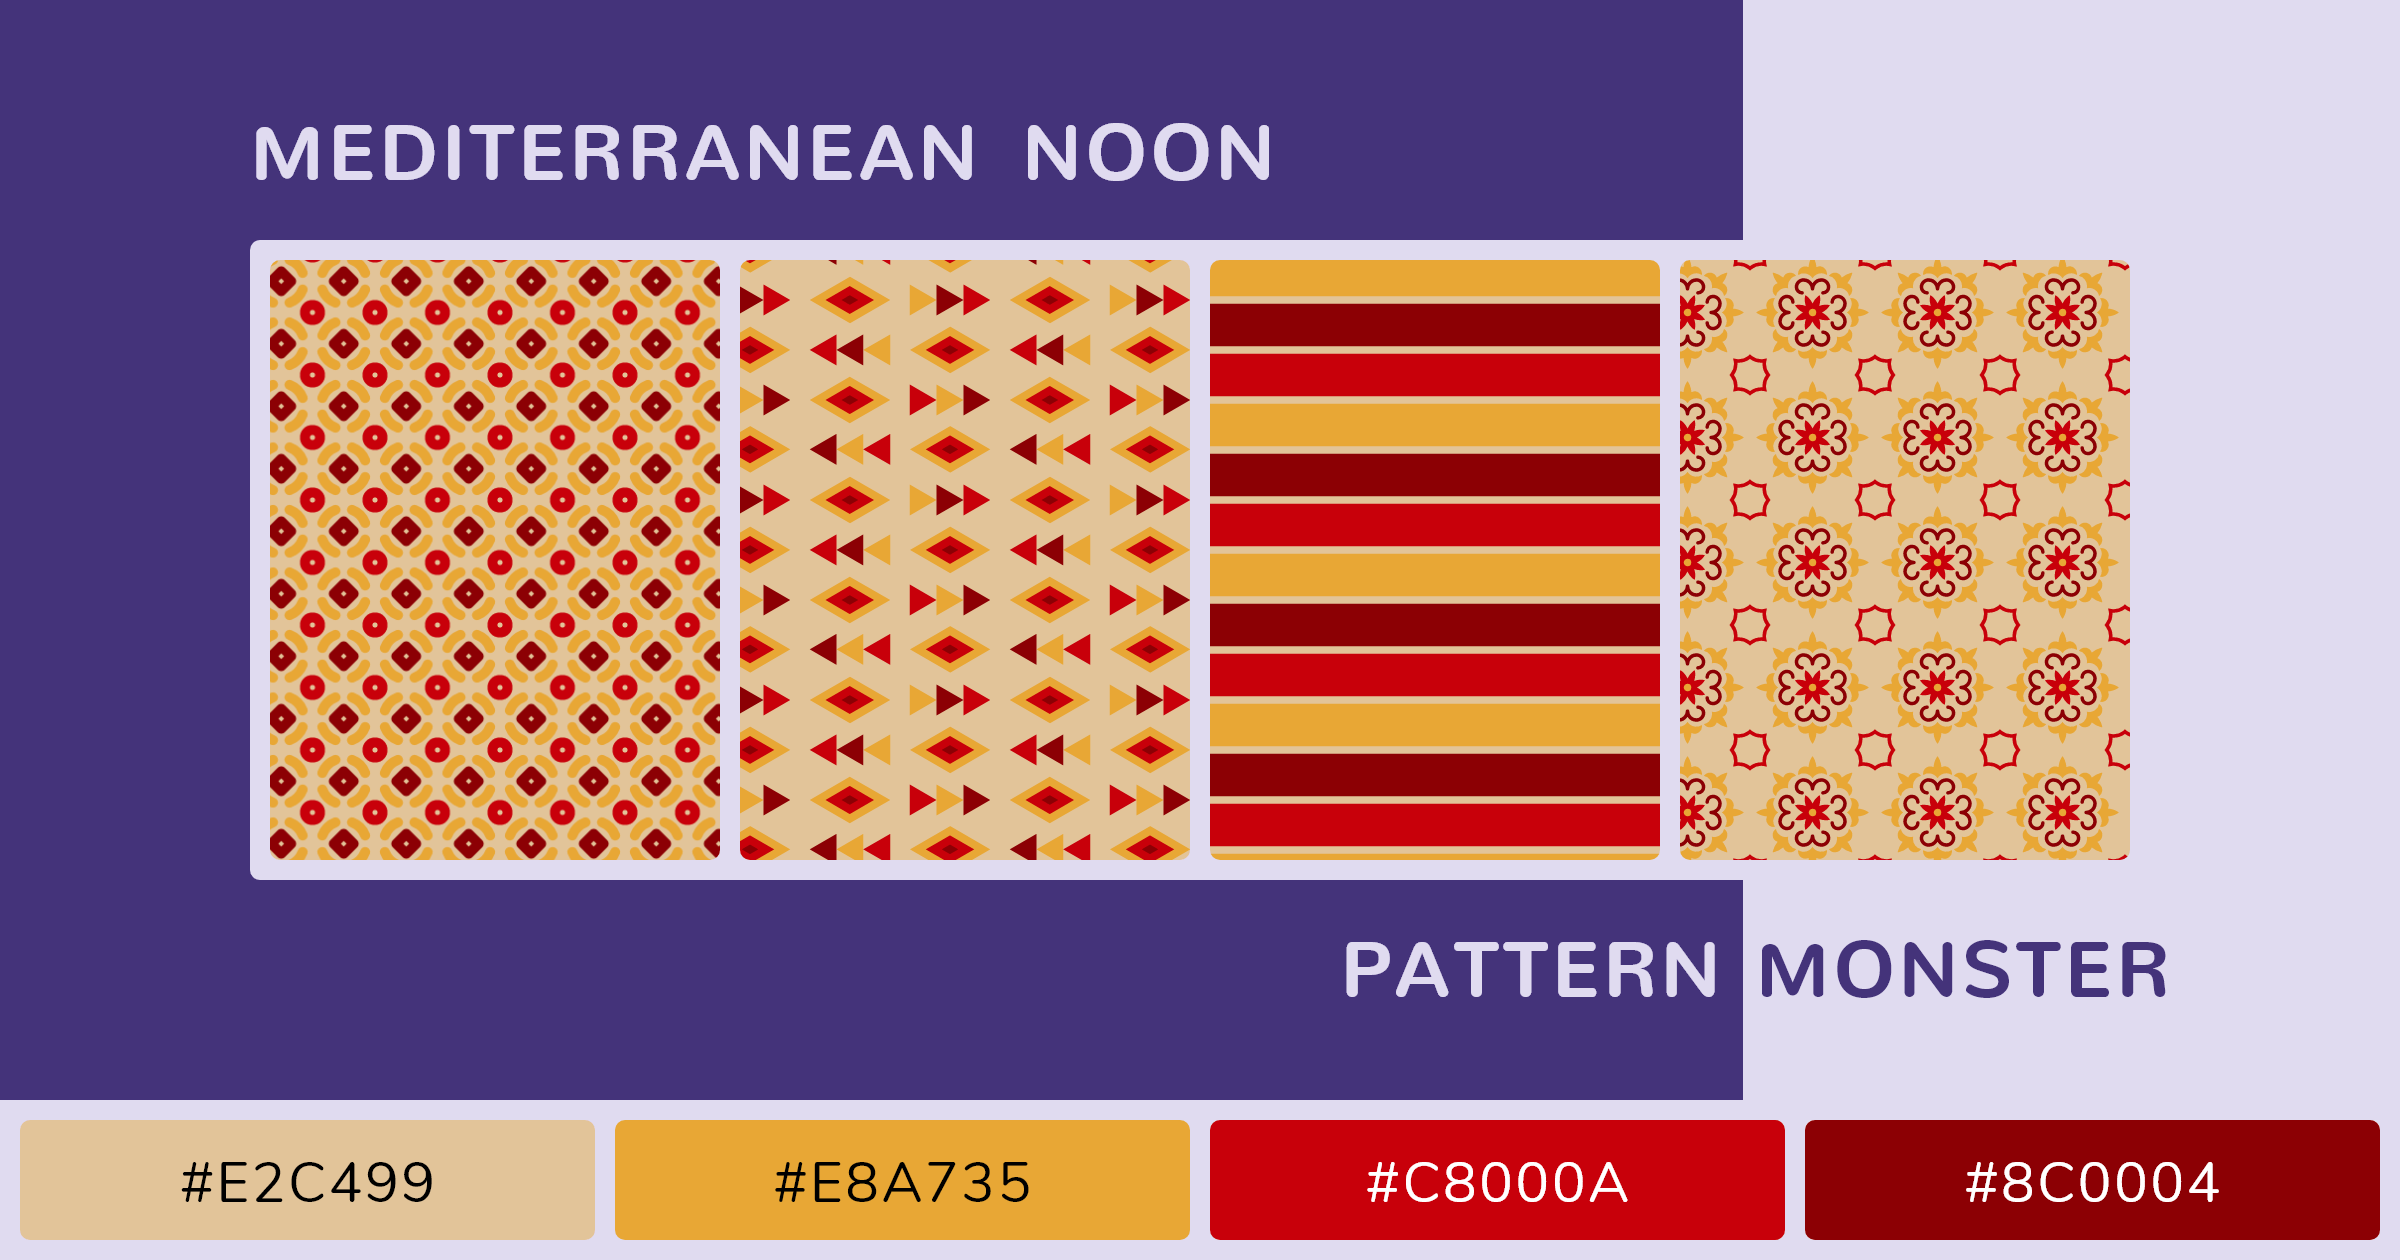 MEDITERRANEAN NOON
PATTERN MONSTER
#E2C499
#E8A735
#C8000A
#8C0004